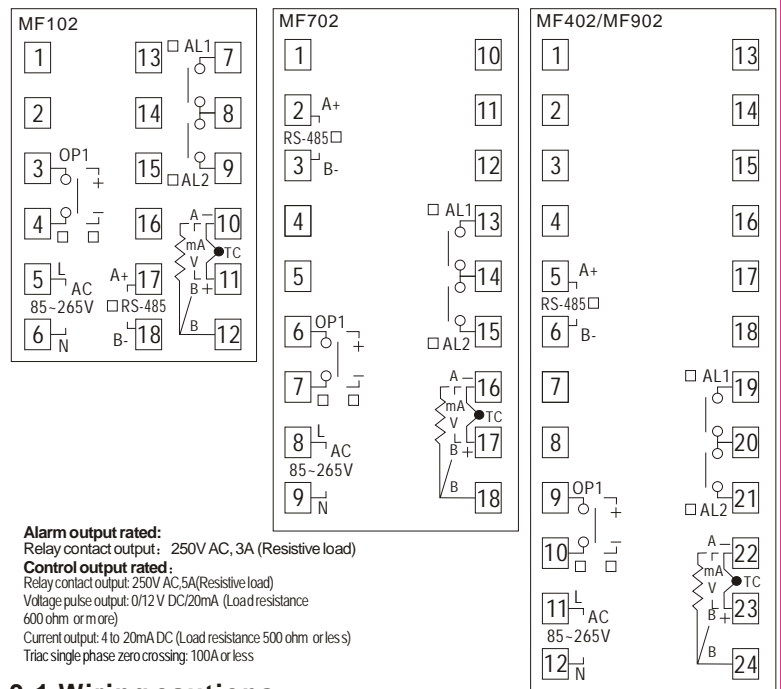 MF102
1
13
AL1
7
2
14
8
3
OP1
+
15
AL2
9
4
−
16
A −
10
mA
V
TC
5
L
AC
A+
17
L
B +
11
85~265V
RS-485
6
N
B-
18
B
12
MF702
1
10
2
A+
11
RS-485
3
B-
12
4
AL1
13
5
14
6
OP1
+
AL2
15
7
−
A −
16
mA
V
TC
8
L
AC
L
B +
17
85~265V
9
N
B
18
MF402/MF902
1
13
2
14
3
15
4
16
5
A+
17
RS-485
6
B-
18
7
AL1
19
8
20
9
OP1
+
AL2
21
10
−
A −
22
mA
V
TC
11
L
AC
L
B +
23
85~265V
12
N
B
24
Alarm output rated:
Relay contact output: 250V AC, 3A (Resistive load)
Control output rated:
Relay contact output: 250V AC,5A(Resistive load)
Voltage pulse output: 0/12 V DC/20mA (Load resistance
600 ohm or more)
Current output: 4 to 20mA DC (Load resistance 500 ohm or less)
Triac single phase zero crossing: 100A or less